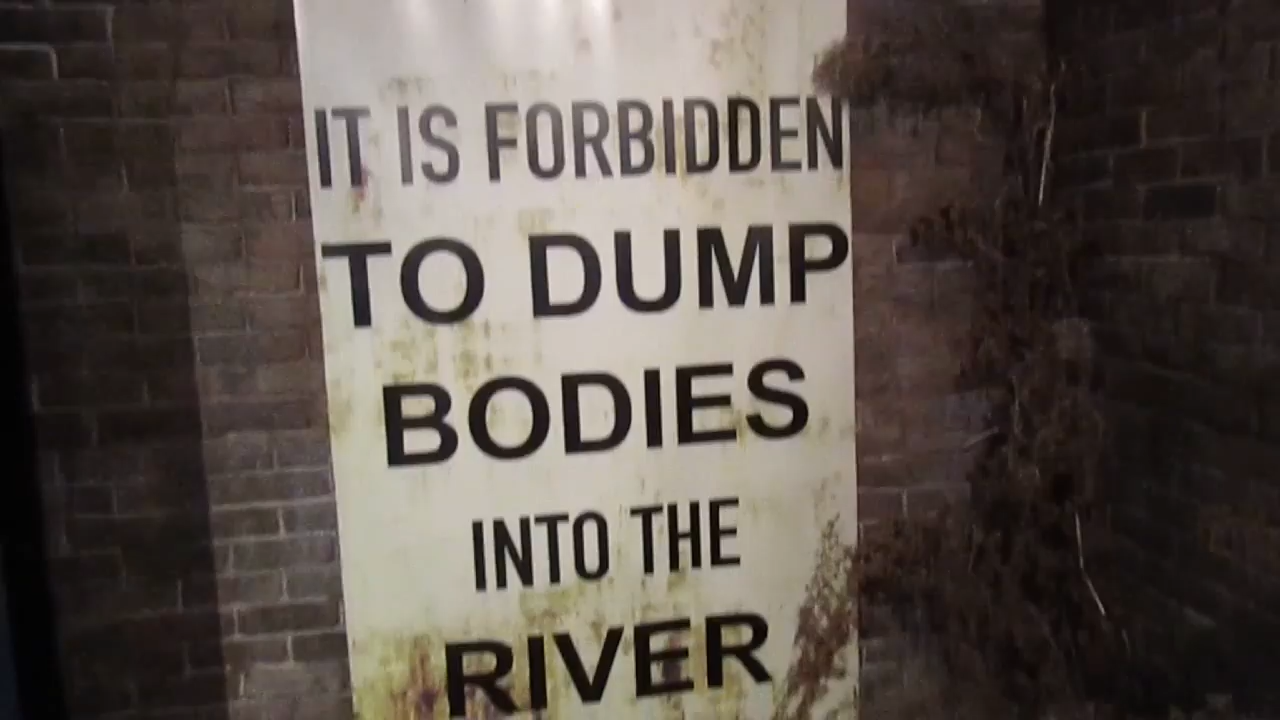 IT IS FORBIDDEN
TO DUMP
BODIES
INTO THE
RIVER